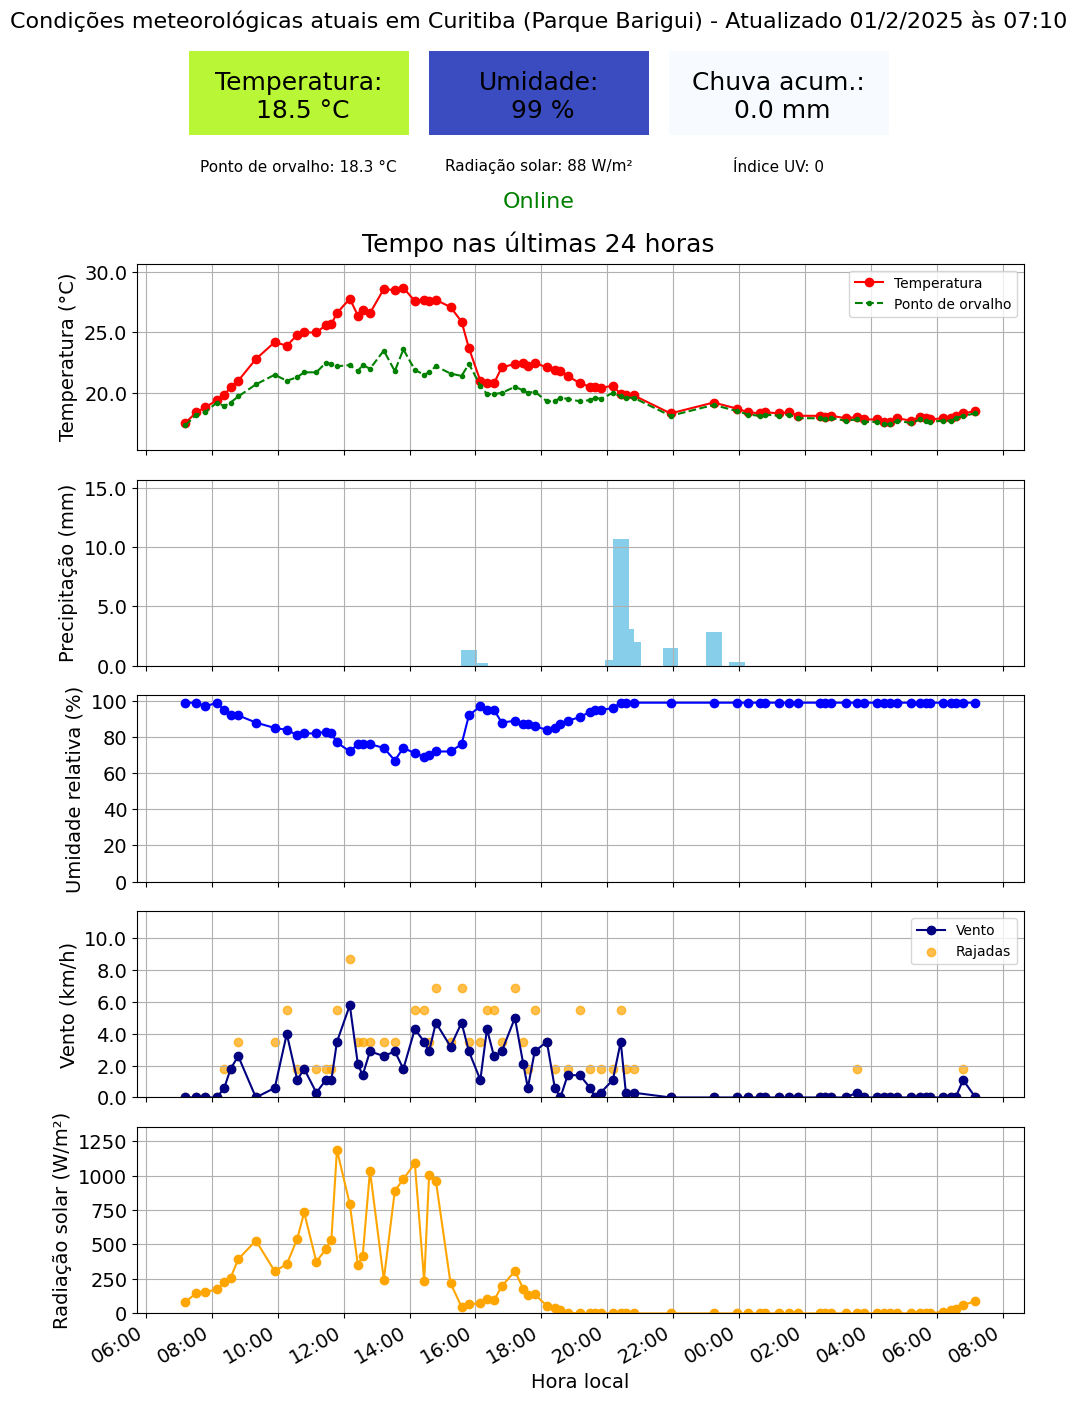 Condições meteorológicas atuais em Curitiba (Parque Barigui) - Atualizado 01/2/2025 às 07:10
Temperatura:
18.5 °C
Umidade:
99 %
Chuva acum.:
0.0 mm
Ponto de orvalho: 18.3 °C
Radiação solar: 88 W/m²
Índice UV: 0
Online
Tempo nas últimas 24 horas
Temperatura (°C)
30.0
25.0
20.0
Temperatura
Ponto de orvalho
Precipitação (mm)
15.0
10.0
5.0
0.0
Umidade relativa (%)
100
80
60
40
20
0
Vento (km/h)
10.0
8.0
6.0
4.0
2.0
0.0
Vento
Rajadas
Radiação solar (W/m²)
1250
1000
750
500
250
0
06:00
08:00
10:00
12:00
14:00
16:00
18:00
20:00
22:00
00:00
02:00
04:00
06:00
08:00
Hora local